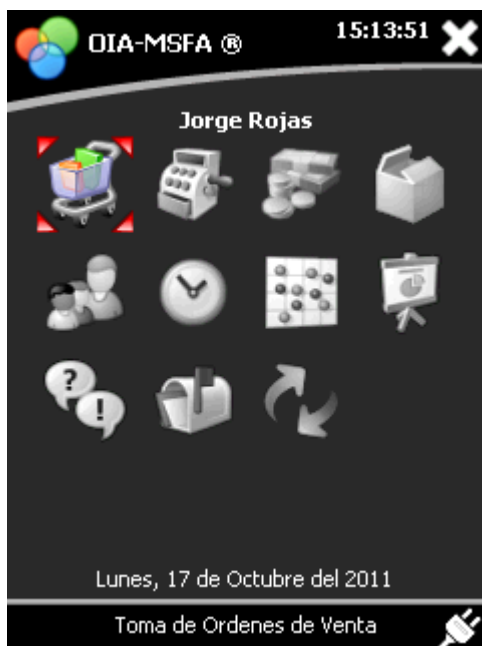 OIA-MSFA ®
15:13:51
Jorge Rojas
?
!
Lunes, 17 de Octubre del 2011
Toma de Ordenes de Venta